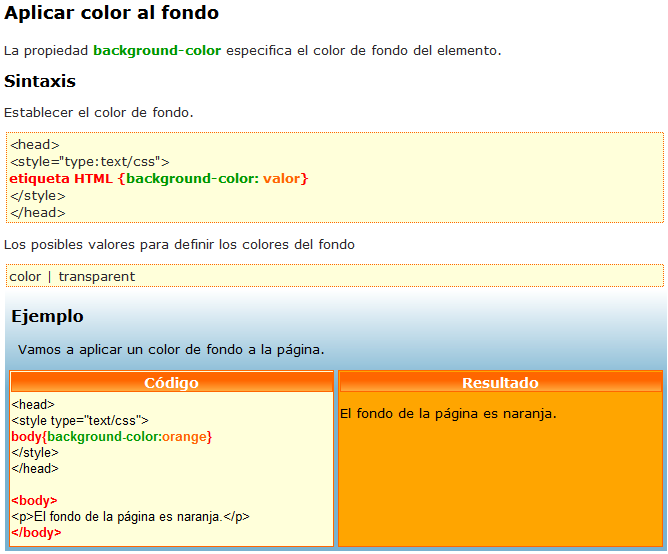 Aplicar color al fondo
La propiedad background-color especifica el color de fondo del elemento.
Sintaxis
Establecer el color de fondo.
<head>
<style="type:text/css">
etiqueta HTML {background-color: valor}
</style>
</head>
Los posibles valores para definir los colores del fondo
color | transparent
Ejemplo
Vamos a aplicar un color de fondo a la página.
Código
<head>
<style type="text/css">
body{background-color:orange}
</style>
</head>
<body>
<p>El fondo de la página es naranja.</p>
</body>
Resultado
El fondo de la página es naranja.